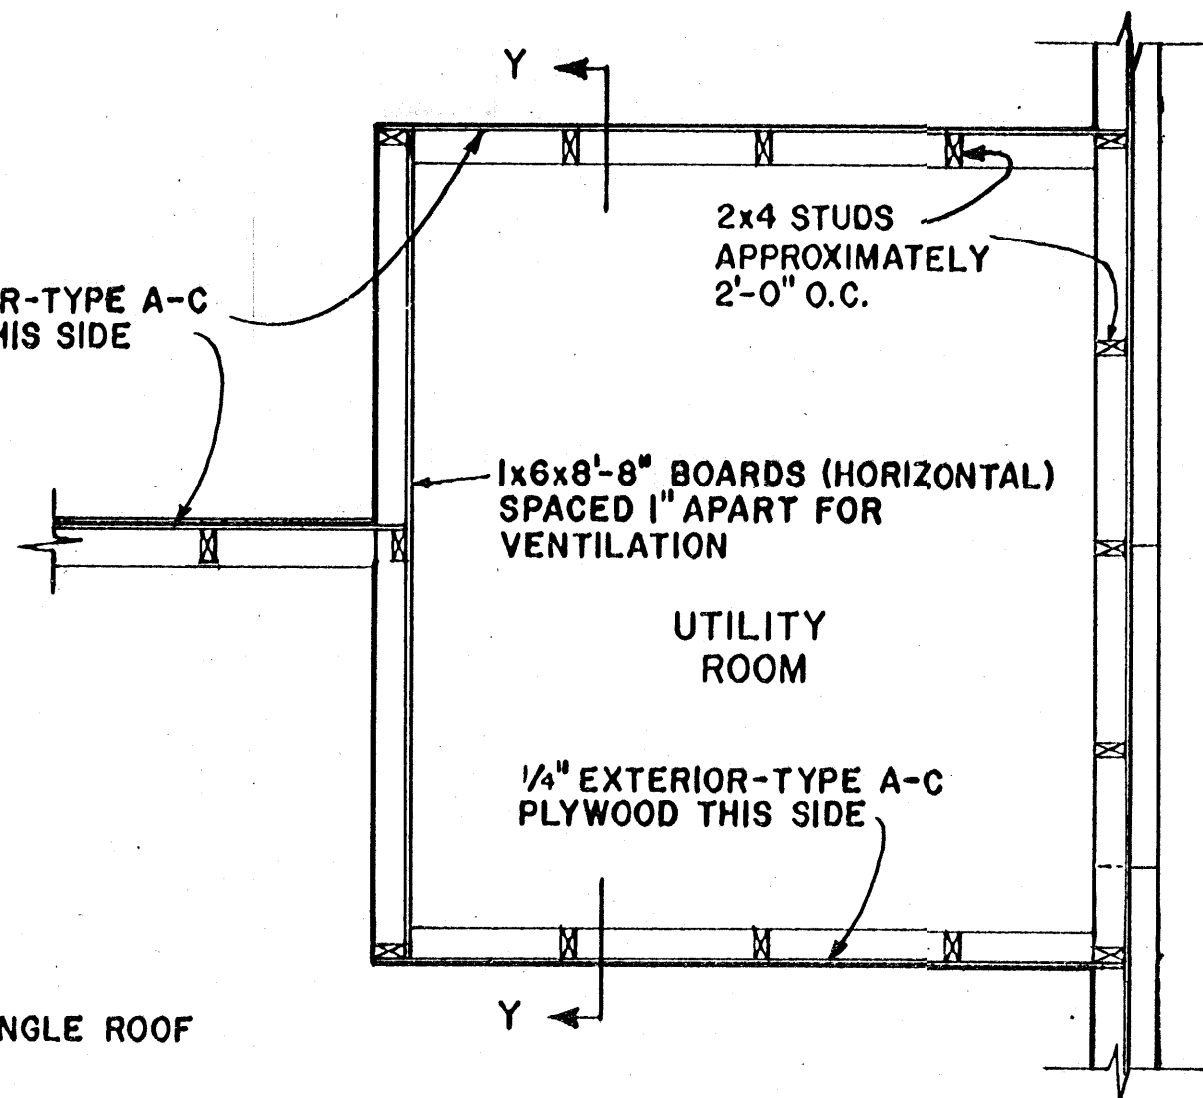 Y
2x4 STUDS
APPROXIMATELY
2'-0" O.C.
R-TYPE A-C
HIS SIDE
1x6x8'-8" BOARDS (HORIZONTAL)
SPACED 1" APART FOR
VENTILATION
UTILITY
ROOM
1/4" EXTERIOR-TYPE A-C
PLYWOOD THIS SIDE
Y
NGLE ROOF